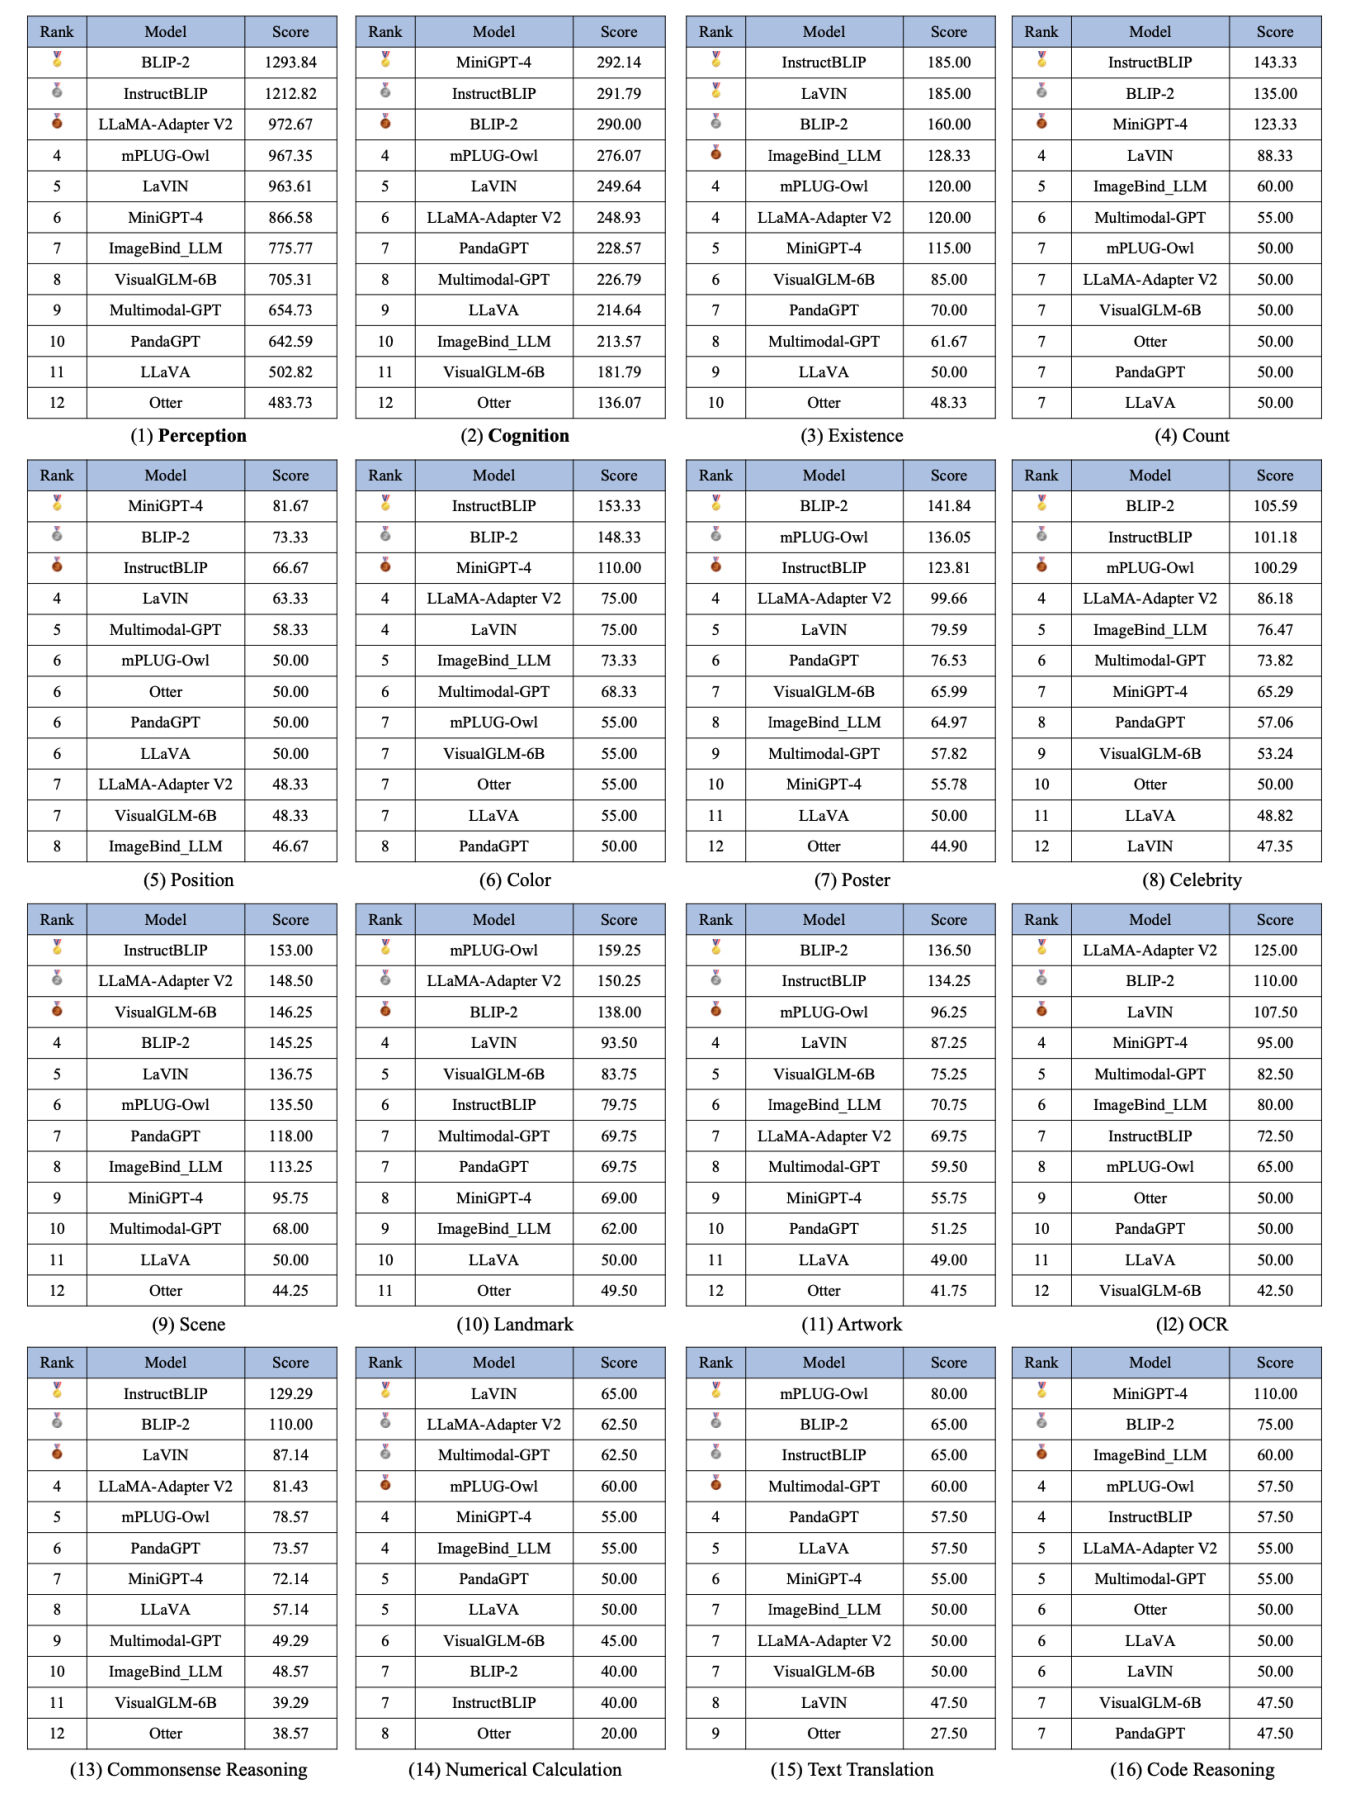 Rank Model Score
BLIP-2 1293.84
InstructBLIP 1212.82
LLaMA-Adapter V2 972.67
4 mPLUG-Owl 967.35
5 LaVIN 963.61
6 MiniGPT-4 866.58
7 ImageBind_LLM 775.77
8 VisualGLM-6B 705.31
9 Multimodal-GPT 654.73
10 PandaGPT 642.59
11 LLaVA 502.82
12 Otter 483.73
(1) Perception
Rank Model Score
MiniGPT-4 292.14
InstructBLIP 291.79
BLIP-2 290.00
4 mPLUG-Owl 276.07
5 LaVIN 249.64
6 LLaMA-Adapter V2 248.93
7 PandaGPT 228.57
8 Multimodal-GPT 226.79
9 LLaVA 214.64
10 ImageBind_LLM 213.57
11 VisualGLM-6B 181.79
12 Otter 136.07
(2) Cognition
Rank Model Score
InstructBLIP 185.00
LaVIN 185.00
BLIP-2 160.00
ImageBind_LLM 128.33
4 mPLUG-Owl 120.00
4 LLaMA-Adapter V2 120.00
5 MiniGPT-4 115.00
6 VisualGLM-6B 85.00
7 PandaGPT 70.00
8 Multimodal-GPT 61.67
9 LLaVA 50.00
10 Otter 48.33
(3) Existence
Rank Model Score
InstructBLIP 143.33
BLIP-2 135.00
MiniGPT-4 123.33
4 LaVIN 88.33
5 ImageBind_LLM 60.00
6 Multimodal-GPT 55.00
7 mPLUG-Owl 50.00
7 LLaMA-Adapter V2 50.00
7 VisualGLM-6B 50.00
7 Otter 50.00
7 PandaGPT 50.00
7 LLaVA 50.00
(4) Count
Rank Model Score
MiniGPT-4 81.67
BLIP-2 73.33
InstructBLIP 66.67
4 LaVIN 63.33
5 Multimodal-GPT 58.33
6 mPLUG-Owl 50.00
6 Otter 50.00
6 PandaGPT 50.00
6 LLaVA 50.00
7 LLaMA-Adapter V2 48.33
7 VisualGLM-6B 48.33
8 ImageBind_LLM 46.67
(5) Position
Rank Model Score
InstructBLIP 153.33
BLIP-2 148.33
MiniGPT-4 110.00
4 LLaMA-Adapter V2 75.00
4 LaVIN 75.00
5 ImageBind_LLM 73.33
6 Multimodal-GPT 68.33
7 mPLUG-Owl 55.00
7 VisualGLM-6B 55.00
7 Otter 55.00
7 LLaVA 55.00
8 PandaGPT 50.00
(6) Color
Rank Model Score
BLIP-2 141.84
mPLUG-Owl 136.05
InstructBLIP 123.81
4 LLaMA-Adapter V2 99.66
5 LaVIN 79.59
6 PandaGPT 76.53
7 VisualGLM-6B 65.99
8 ImageBind_LLM 64.97
9 Multimodal-GPT 57.82
10 MiniGPT-4 55.78
11 LLaVA 50.00
12 Otter 44.90
(7) Poster
Rank Model Score
BLIP-2 105.59
InstructBLIP 101.18
mPLUG-Owl 100.29
4 LLaMA-Adapter V2 86.18
5 ImageBind_LLM 76.47
6 Multimodal-GPT 73.82
7 MiniGPT-4 65.29
8 PandaGPT 57.06
9 VisualGLM-6B 53.24
10 Otter 50.00
11 LLaVA 48.82
12 LaVIN 47.35
(8) Celebrity
Rank Model Score
InstructBLIP 153.00
LLaMA-Adapter V2 148.50
VisualGLM-6B 146.25
4 BLIP-2 145.25
5 LaVIN 136.75
6 mPLUG-Owl 135.50
7 PandaGPT 118.00
8 ImageBind_LLM 113.25
9 MiniGPT-4 95.75
10 Multimodal-GPT 68.00
11 LLaVA 50.00
12 Otter 44.25
(9) Scene
Rank Model Score
mPLUG-Owl 159.25
LLaMA-Adapter V2 150.25
BLIP-2 138.00
4 LaVIN 93.50
5 VisualGLM-6B 83.75
6 InstructBLIP 79.75
7 Multimodal-GPT 69.75
7 PandaGPT 69.75
8 MiniGPT-4 69.00
9 ImageBind_LLM 62.00
10 LLaVA 50.00
11 Otter 49.50
(10) Landmark
Rank Model Score
BLIP-2 136.50
InstructBLIP 134.25
mPLUG-Owl 96.25
4 LaVIN 87.25
5 VisualGLM-6B 75.25
6 ImageBind_LLM 70.75
7 LLaMA-Adapter V2 69.75
8 Multimodal-GPT 59.50
9 MiniGPT-4 55.75
10 PandaGPT 51.25
11 LLaVA 49.00
12 Otter 41.75
(11) Artwork
Rank Model Score
LLaMA-Adapter V2 125.00
BLIP-2 110.00
LaVIN 107.50
4 MiniGPT-4 95.00
5 Multimodal-GPT 82.50
6 ImageBind_LLM 80.00
7 InstructBLIP 72.50
8 mPLUG-Owl 65.00
9 Otter 50.00
10 PandaGPT 50.00
11 LLaVA 50.00
12 VisualGLM-6B 42.50
(12) OCR
Rank Model Score
InstructBLIP 129.29
BLIP-2 110.00
LaVIN 87.14
4 LLaMA-Adapter V2 81.43
5 mPLUG-Owl 78.57
6 PandaGPT 73.57
7 MiniGPT-4 72.14
8 LLaVA 57.14
9 Multimodal-GPT 49.29
10 ImageBind_LLM 48.57
11 VisualGLM-6B 39.29
12 Otter 38.57
(13) Commonsense Reasoning
Rank Model Score
LaVIN 65.00
LLaMA-Adapter V2 62.50
Multimodal-GPT 62.50
mPLUG-Owl 60.00
4 MiniGPT-4 55.00
4 ImageBind_LLM 55.00
5 PandaGPT 50.00
5 LLaVA 50.00
6 VisualGLM-6B 45.00
7 BLIP-2 40.00
7 InstructBLIP 40.00
8 Otter 20.00
(14) Numerical Calculation
Rank Model Score
mPLUG-Owl 80.00
BLIP-2 65.00
InstructBLIP 65.00
Multimodal-GPT 60.00
4 PandaGPT 57.50
5 LLaVA 57.50
6 MiniGPT-4 55.00
7 ImageBind_LLM 50.00
7 LLaMA-Adapter V2 50.00
7 VisualGLM-6B 50.00
8 LaVIN 47.50
9 Otter 27.50
(15) Text Translation
Rank Model Score
MiniGPT-4 110.00
BLIP-2 75.00
ImageBind_LLM 60.00
4 mPLUG-Owl 57.50
4 InstructBLIP 57.50
5 LLaMA-Adapter V2 55.00
5 Multimodal-GPT 55.00
6 Otter 50.00
6 LLaVA 50.00
6 LaVIN 50.00
7 VisualGLM-6B 47.50
7 PandaGPT 47.50
(16) Code Reasoning